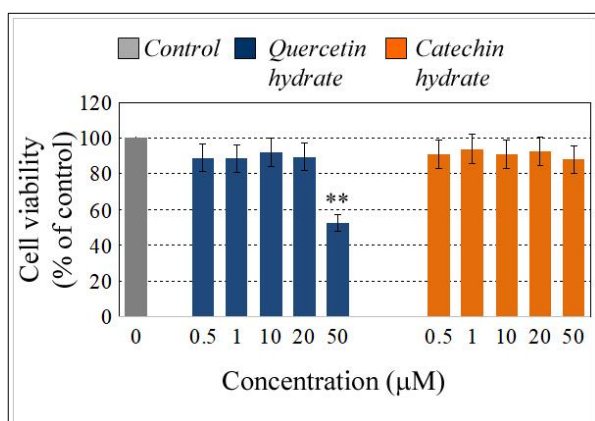 Control Quercetin hydrate Catechin hydrate
Cell viability (% of control)
120
100
80
60
40
20
0
**
0 0.5 1 10 20 50 0.5 1 10 20 50
Concentration (μM)